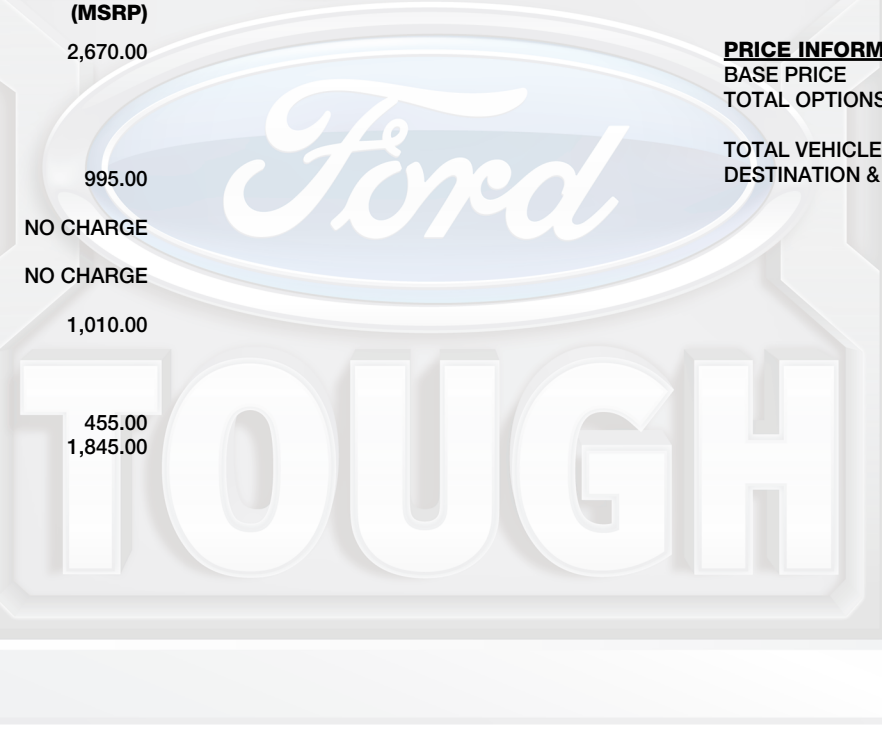 (MSRP)
2,670.00
995.00
NO CHARGE
NO CHARGE
1,010.00
455.00
1,845.00
PRICE INFORM
BASE PRICE
TOTAL OPTIONS
TOTAL VEHICLE
DESTINATION &
Ford
TOUGH